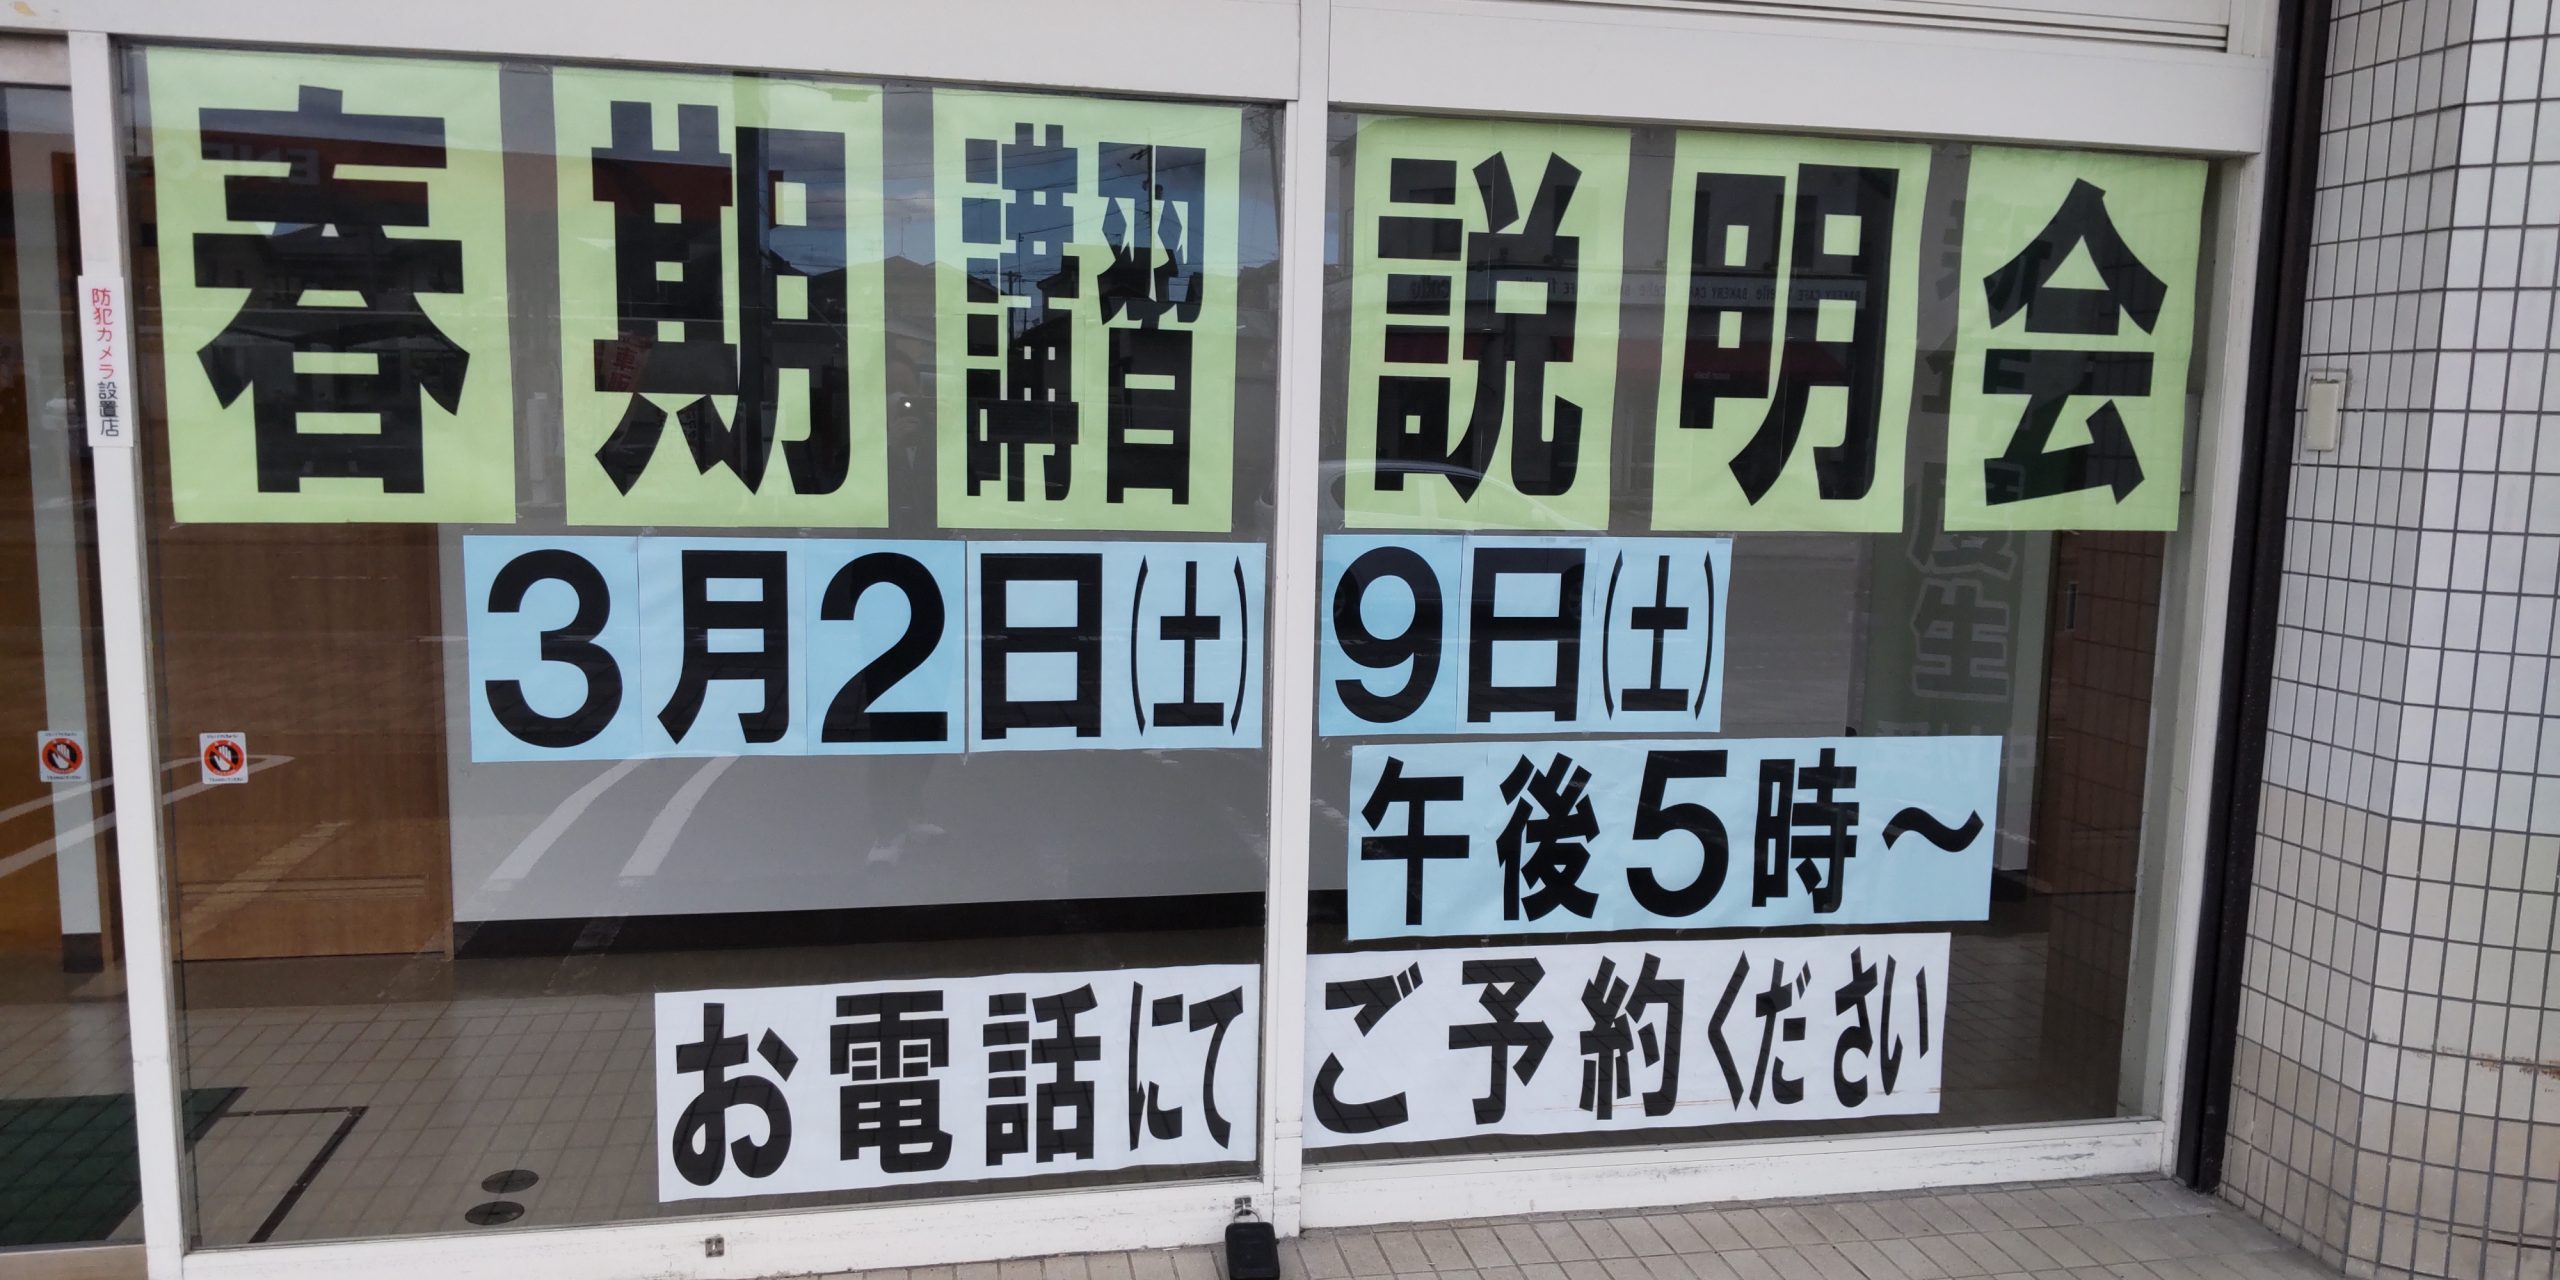 春期講習説明会
3月2日(土)9日(土)
午後5時～
お電話にてご予約ください
防犯カメラ設置店